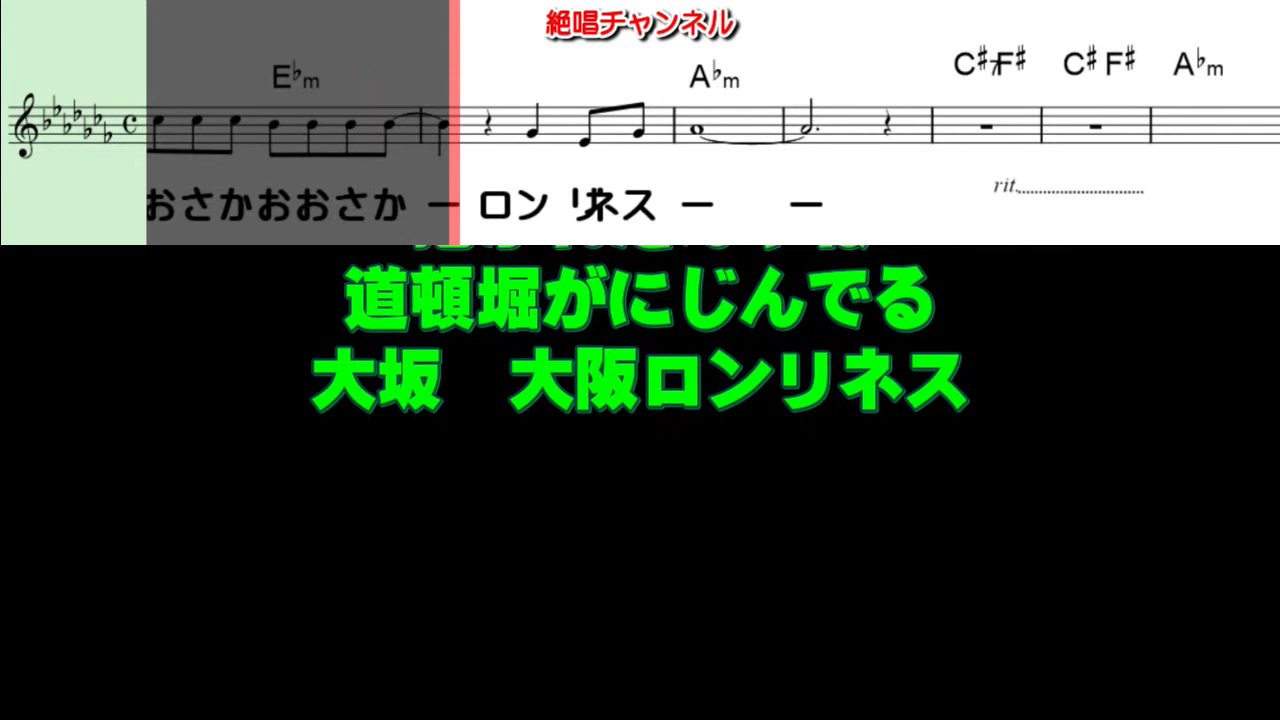 絶唱チャンネル
E♭m A♭m C#7F# C# F# A♭m
rit.
おさかおおさか ー ロン リネス ー ー
道頓堀がにじんでる
大坂 大阪ロンリネス